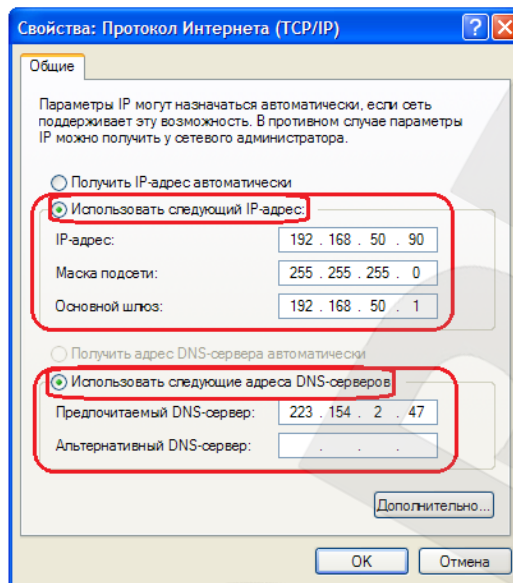 Свойства: Протокол Интернета (TCP/IP)
Общие
Параметры IP могут назначаться автоматически, если сеть
поддерживает эту возможность. В противном случае параметры
IP можно получить у сетевого администратора.
Получить IP-адрес автоматически
Использовать следующий IP-адрес:
IP-адрес: 192 . 168 . 50 . 90
Маска подсети: 255 . 255 . 255 . 0
Основной шлюз: 192 . 168 . 50 . 1
Получить адрес DNS-сервера автоматически
Использовать следующие адреса DNS-серверов
Предпочитаемый DNS-сервер: 223 . 154 . 2 . 47
Альтернативный DNS-сервер: . . .
Дополнительно...
OK Отмена